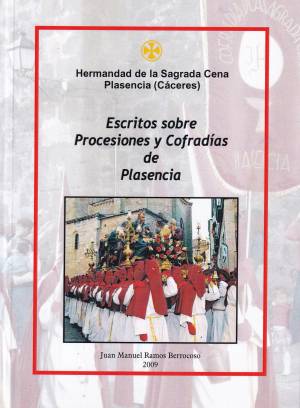 Hermandad de la Sagrada Cena
Plasencia (Cáceres)
Escritos sobre
Procesiones y Cofradías
de
Plasencia
Juan Manuel Ramos Berrocoso
2009